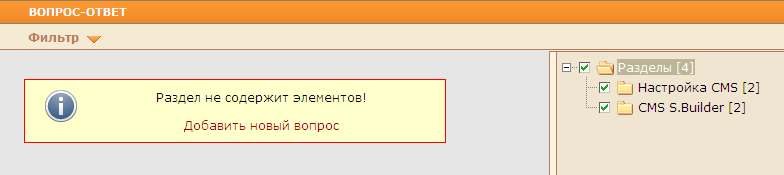 ВОПРОС-ОТВЕТ
Фильтр
Раздел не содержит элементов!
Добавить новый вопрос
Разделы [4]
Настройка CMS [2]
CMS S.Builder [2]